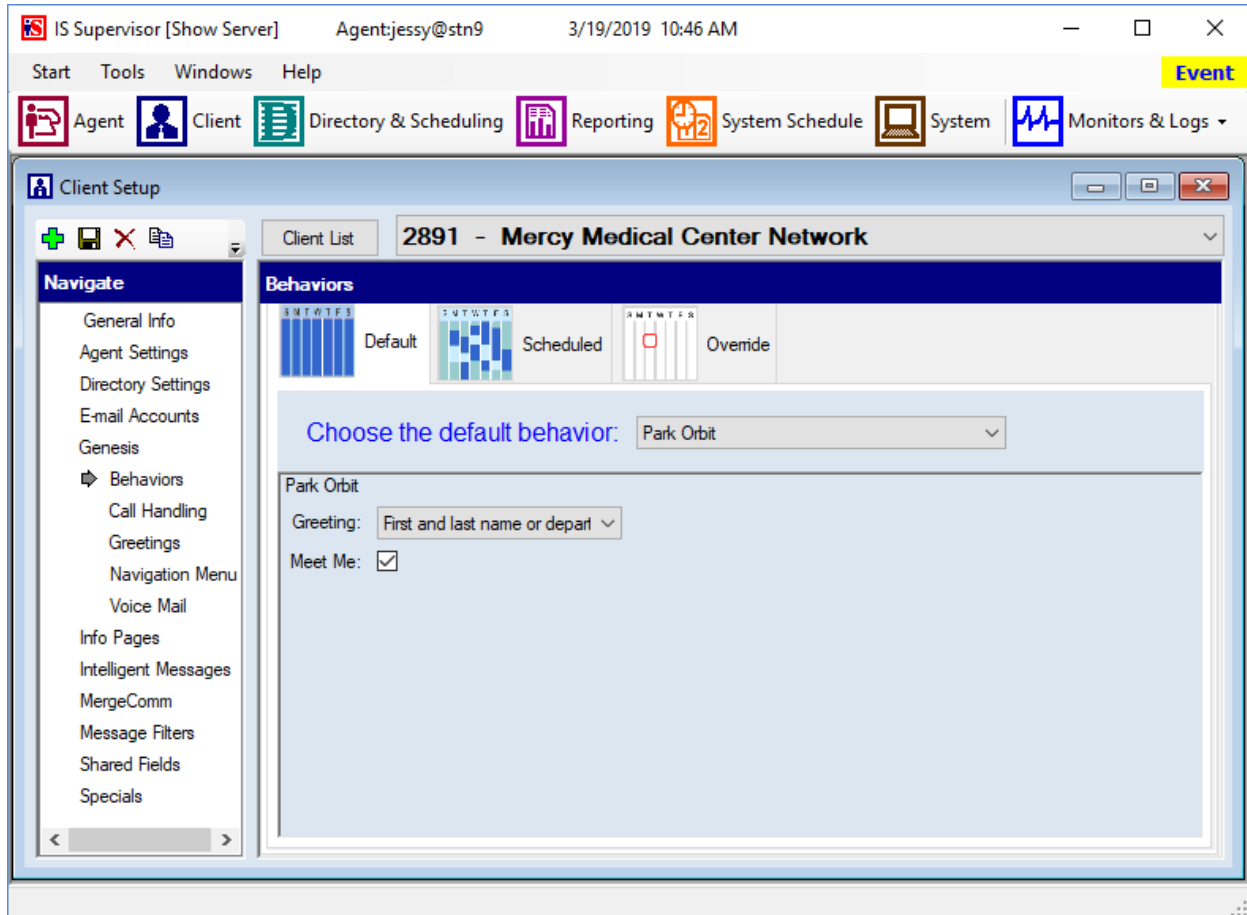 IS Supervisor [Show Server] Agent:jessy@stn9 3/19/2019 10:46 AM
Start Tools Windows Help Event
Agent Client Directory & Scheduling Reporting System Schedule System Monitors & Logs
Client Setup
Client List 2891 - Mercy Medical Center Network
Navigate
General Info
Agent Settings
Directory Settings
E-mail Accounts
Genesis
Behaviors
Call Handling
Greetings
Navigation Menu
Voice Mail
Info Pages
Intelligent Messages
MergeComm
Message Filters
Shared Fields
Specials
Behaviors
S M T W T F S Default S M T W T F S Scheduled S M T W T F S Override
Choose the default behavior: Park Orbit
Park Orbit
Greeting: First and last name or depart
Meet Me: